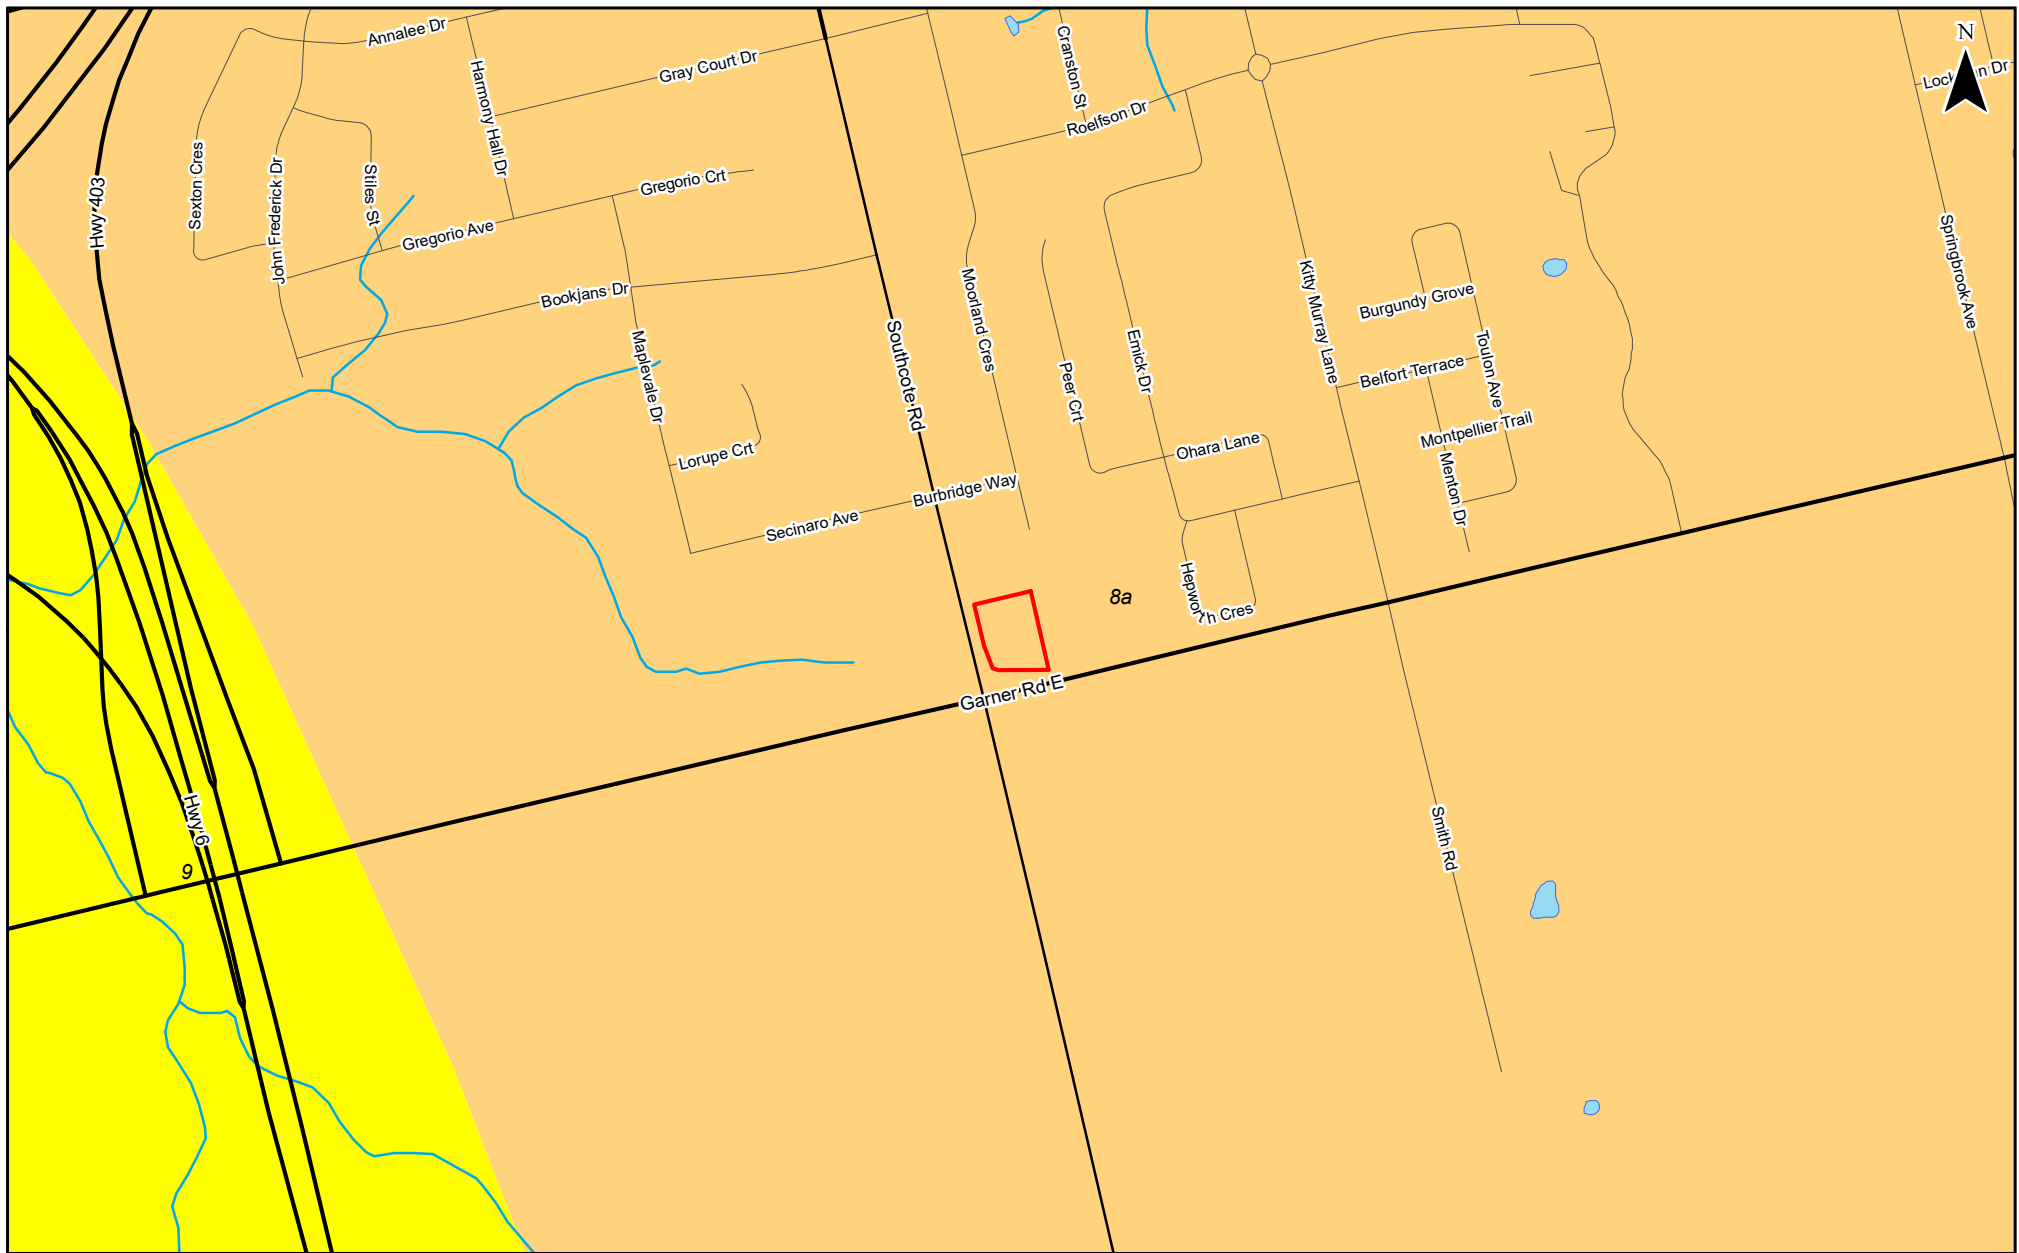 Annalee Dr
Gray Court Dr
Cranston St
N
Harmony Hall Dr
Roelfson Dr
Sexton Cres
John Frederick Dr
Stiles St
Gregorio Crt
Hwy 403
Gregorio Ave
Springbrook Ave
Bookjans Dr
Moorland Cres
Kitty Murray Lane
Burgundy Grove
Southcote Rd
Maplevale Dr
Emick Dr
Toulon Ave
Peer Crt
Belfort Terrace
Montpellier Trail
Ohara Lane
Lorupe Crt
Menton Dr
Burbridge Way
Secinaro Ave
Hepworth Cres
8a
Garner Rd E
Hwy 6
Smith Rd
9